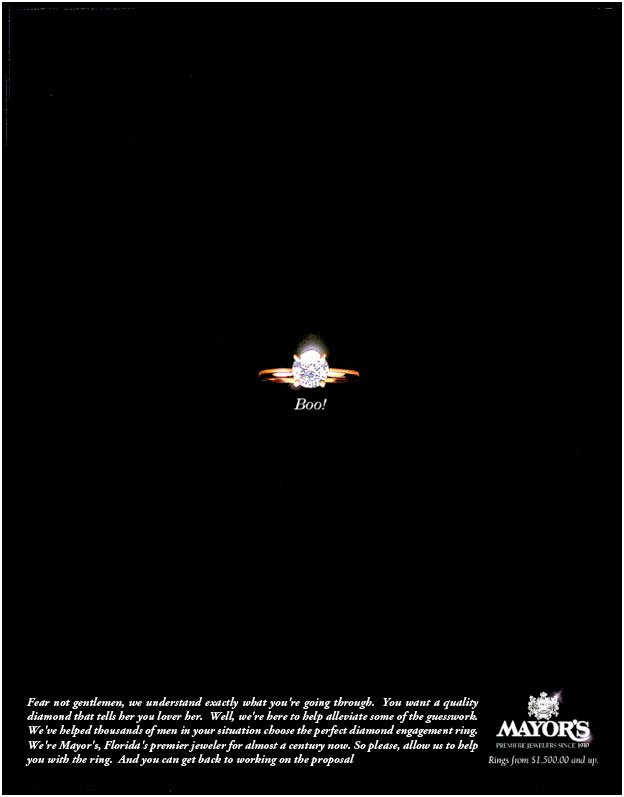 Boo!
Fear not gentlemen, we understand exactly what you're going through. You want a quality
diamond that tells her you lover her. Well, we're here to help alleviate some of the guesswork.
We've helped thousands of men in your situation choose the perfect diamond engagement ring.
We're Mayor's, Florida's premier jeweler for almost a century now. So please, allow us to help
you with the ring. And you can get back to working on the proposal
MAYOR'S
PREMIERE JEWELERS SINCE 1910
Rings from $1,500.00 and up.